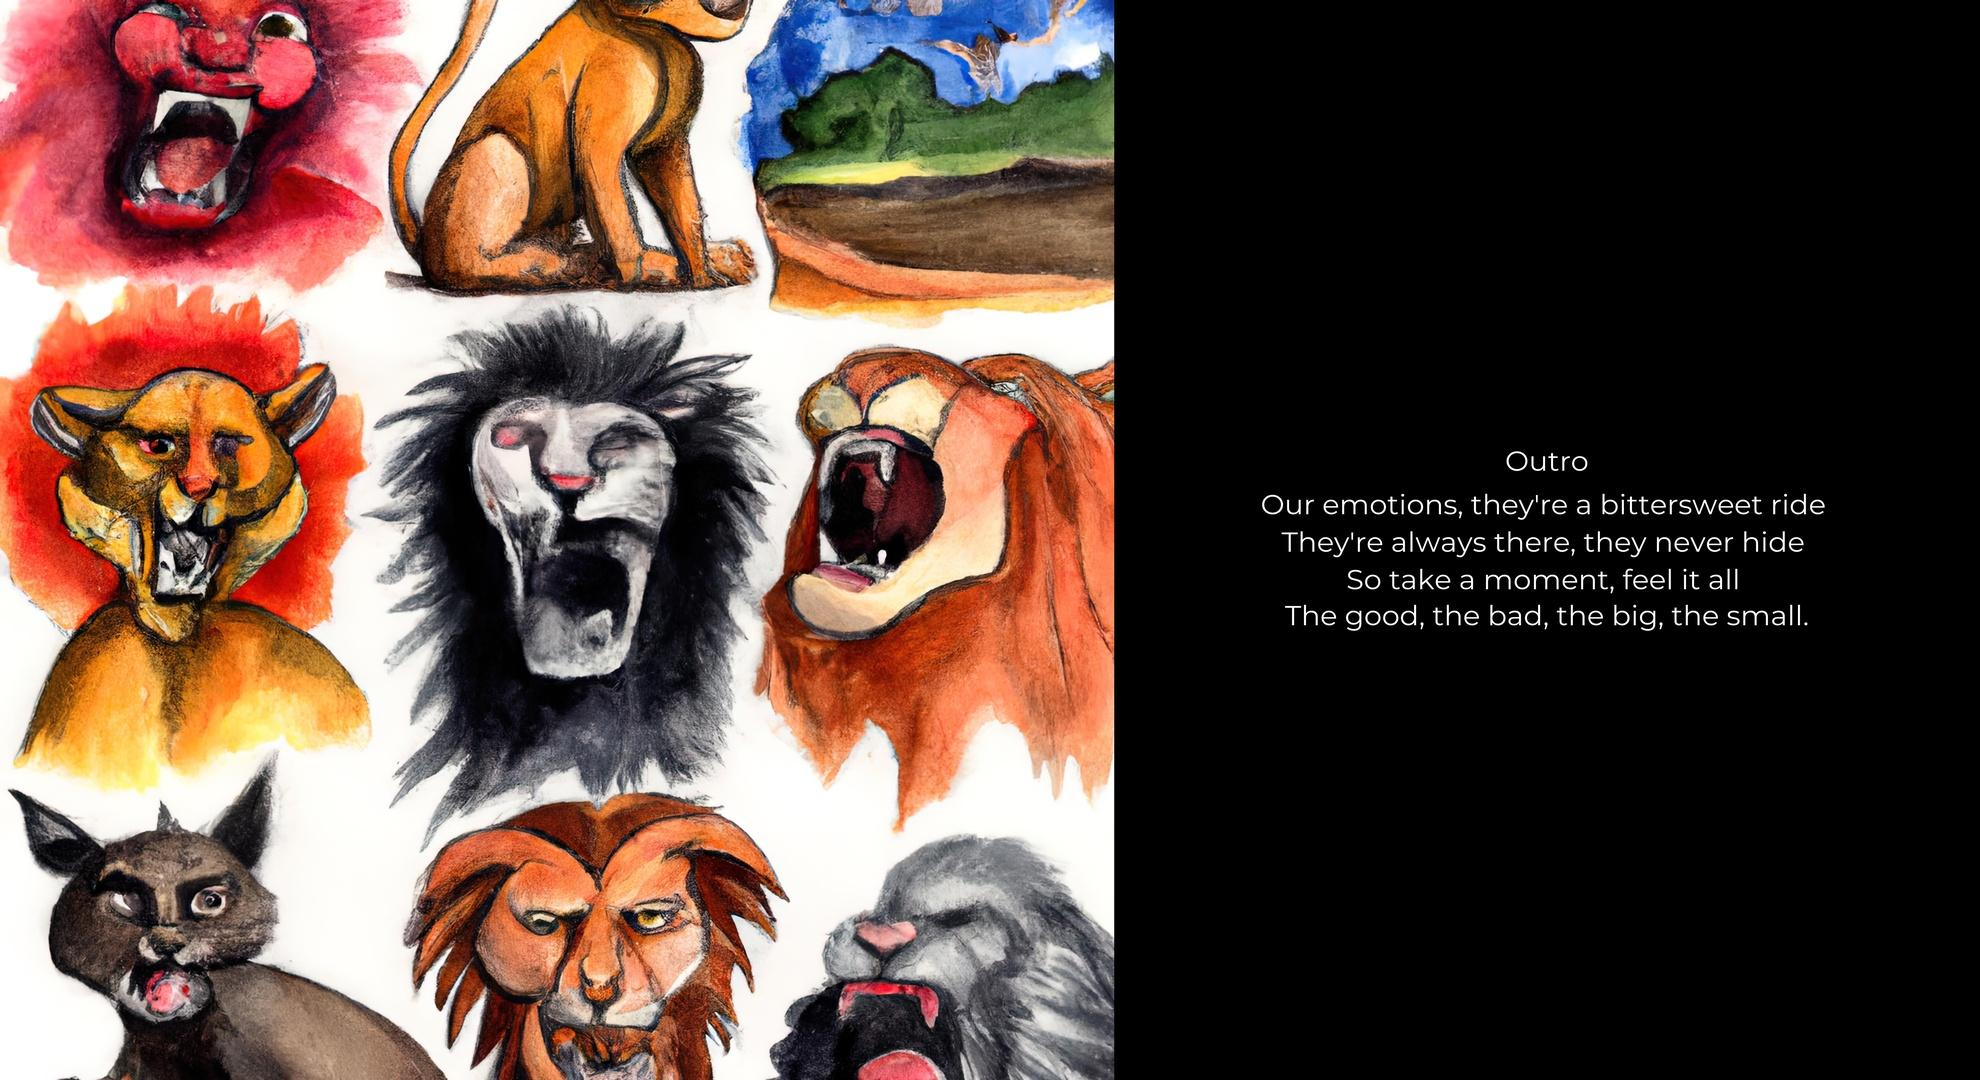 Outro
Our emotions, they're a bittersweet ride
They're always there, they never hide
So take a moment, feel it all
The good, the bad, the big, the small.